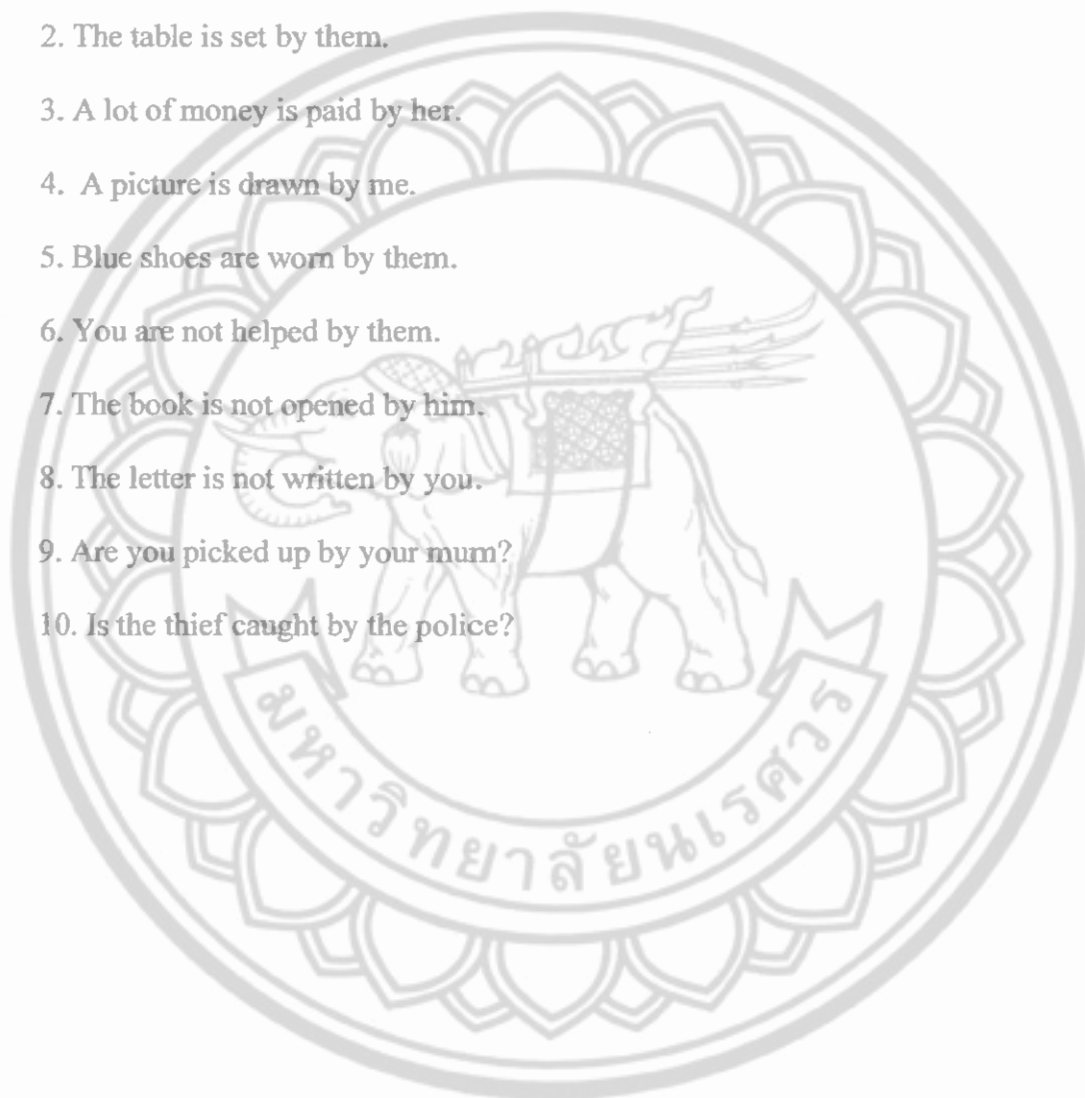 2. The table is set by them.
3. A lot of money is paid by her.
4. A picture is drawn by me.
5. Blue shoes are worn by them.
6. You are not helped by them.
7. The book is not opened by him.
8. The letter is not written by you.
9. Are you picked up by your mum?
10. Is the thief caught by the police?
มหาวิทยาลัยนเรศวร